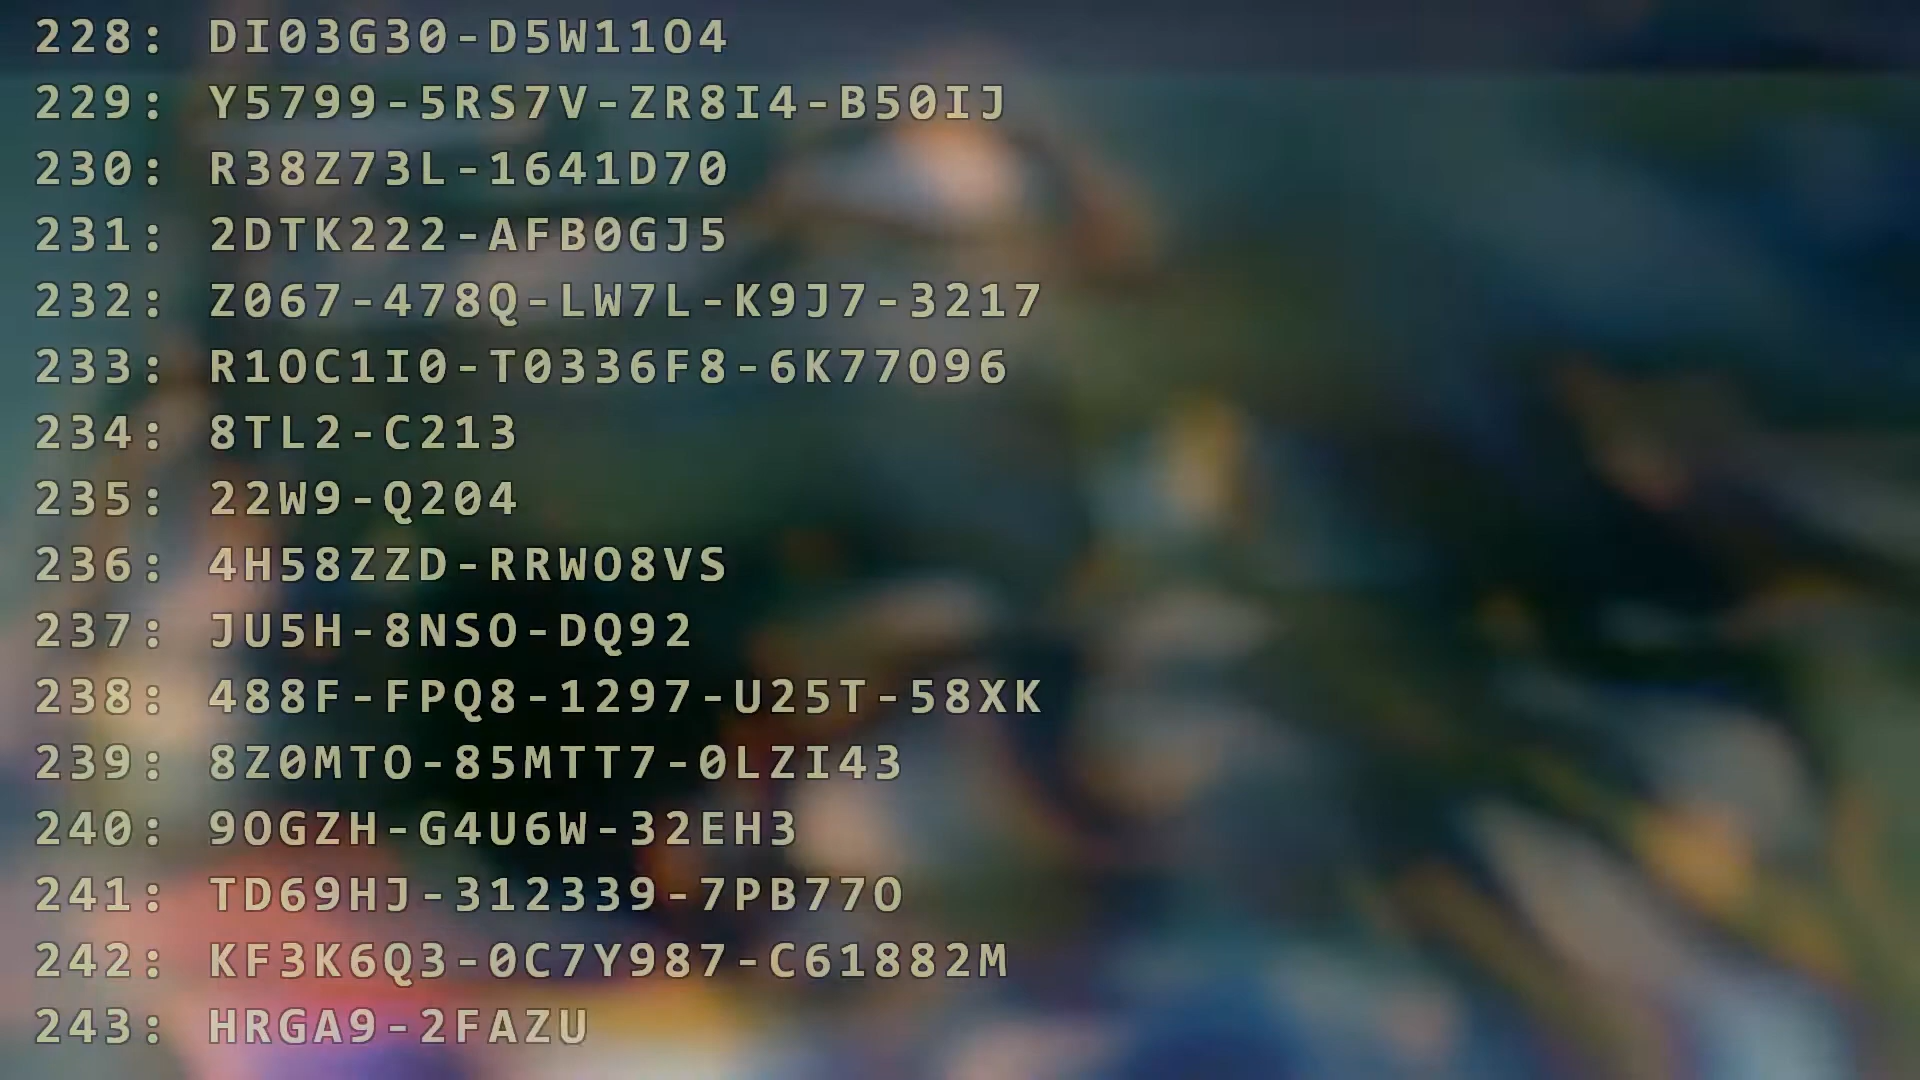 228: DI03G30-D5W11O4
229: Y5799-5RS7V-ZR8I4-B50IJ
230: R38Z73L-1641D70
231: 2DTK222-AFB0GJ5
232: Z067-478Q-LW7L-K9J7-3217
233: R1OC1I0-T0336F8-6K77O96
234: 8TL2-C213
235: 22W9-Q204
236: 4H58ZZD-RRWO8VS
237: JU5H-8NSO-DQ92
238: 488F-FPQ8-1297-U25T-58XK
239: 8Z0MTO-85MTT7-0LZI43
240: 9OGZH-G4U6W-32EH3
241: TD69HJ-312339-7PB77O
242: KF3K6Q3-0C7Y987-C61882M
243: HRGA9-2FAZU